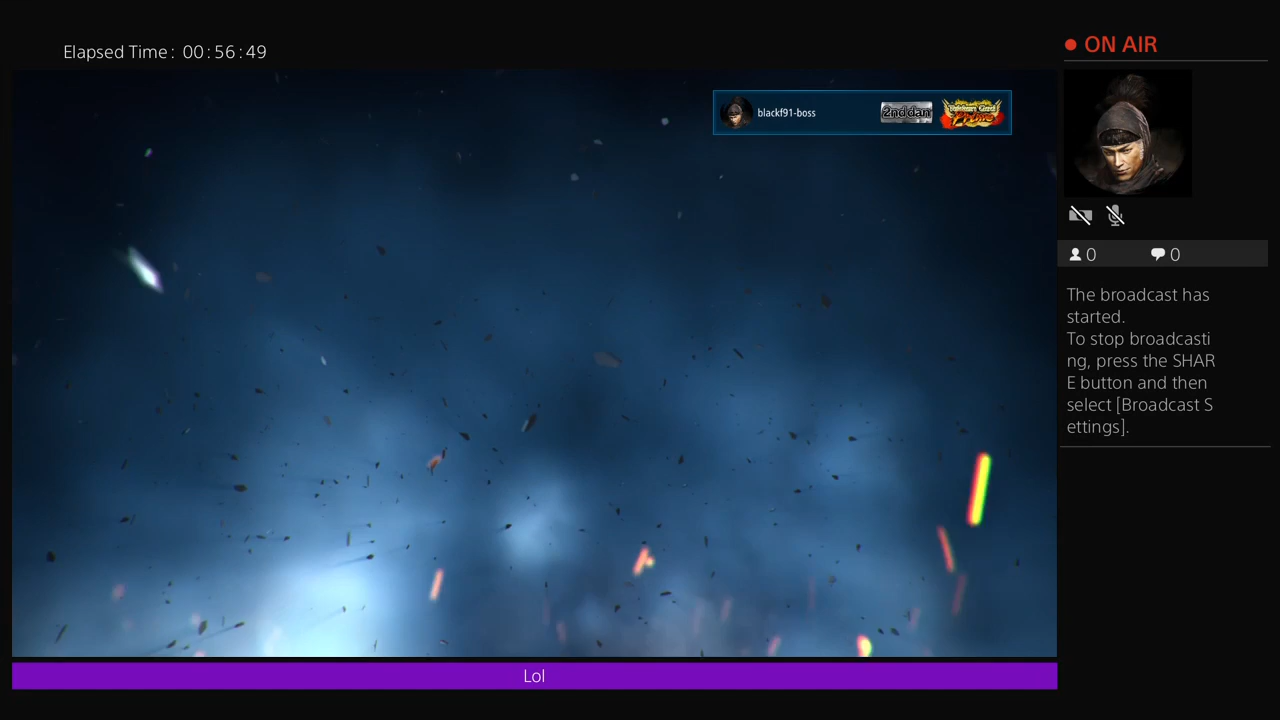 Elapsed Time: 00:56:49
ON AIR
blackf91-boss
2nd dan
0
0
The broadcast has
started.
To stop broadcasti
ng, press the SHAR
E button and then
select [Broadcast S
ettings].
Lol